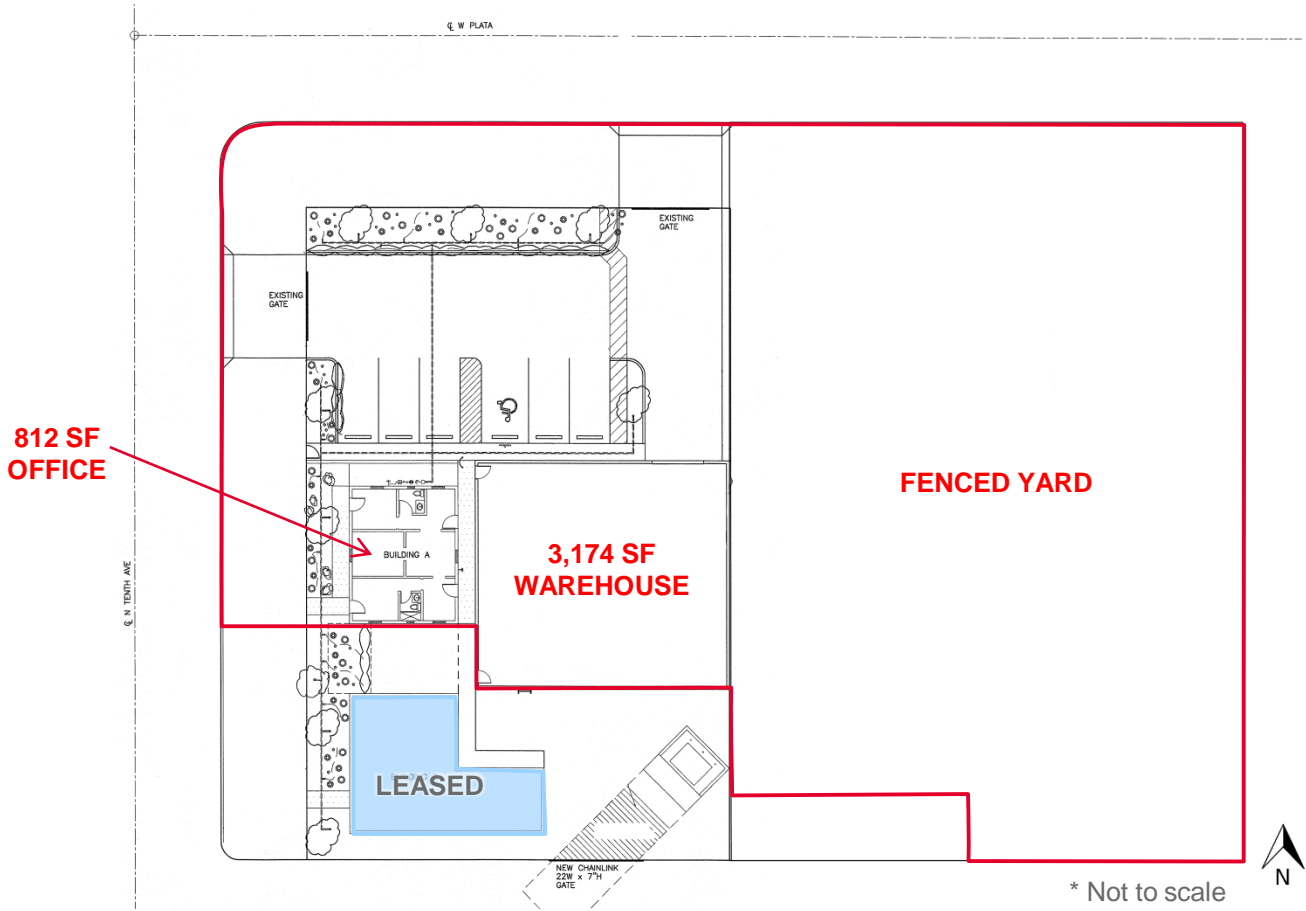 ℄ W PLATA
EXISTING
GATE
EXISTING
GATE
812 SF
OFFICE
FENCED YARD
BUILDING A
3,174 SF
WAREHOUSE
℄ N TENTH AVE
LEASED
NEW CHAINLINK
22W x 7"H
GATE
* Not to scale
N